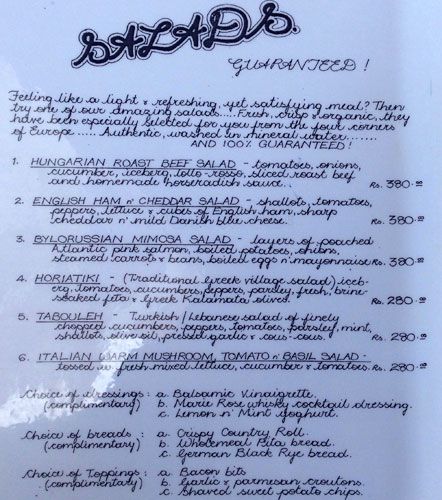 SALADS.
GUARANTEED !
Feeling like a light & refreshing, yet satisfying meal? Then
try one of our amazing salads.... Fresh, crisp & organic, they
have been especially selected for you from the four corners
of Europe ..... Authentic, washed in mineral water........
AND 100% GUARANTEED !
1. HUNGARIAN ROAST BEEF SALAD - tomatoes, onions,
cucumber, iceberg, lollo-rosso, sliced roast beef
and homemade horseradish sauce. Rs. 380.00
2. ENGLISH HAM n' CHEDDAR SALAD - shallots, tomatoes,
peppers, lettuce & cubes of English ham, sharp
cheddar n' mild Danish blue cheese. Rs. 380.00
3. BYLORUSSIAN MIMOSA SALAD - layers of poached
Atlantic pink salmon, boiled potatoes, onions,
steamed carrots & beans, boiled eggs n' mayonnaise Rs. 380.00
4. HORIATIKI - (Traditional Greek village salad) iceb-
erg, tomatoes, cucumbers, peppers, parsley, fresh, brine-
soaked feta & Greek Kalamata olives. Rs. 280.00
5. TABOULEH - Turkish / Lebanese salad of finely
chopped cucumbers, peppers, tomatoes, parsley, mint,
shallots, olive oil, pressed garlic & cous-cous. Rs. 280.00
6. ITALIAN WARM MUSHROOM, TOMATO n' BASIL SALAD -
tossed w. fresh mixed lettuce, cucumber & tomatoes. Rs. 280.00
Choice of dressings: a. Balsamic Vinaigrette.
(complimentary) b. Marie Rose whisky cocktail dressing.
c. Lemon n' Mint Yoghurt.
Choice of breads : a. Crispy Country Roll.
(complimentary) b. Wholemeal Pita bread.
c. German Black Rye bread.
Choice of Toppings : a. Bacon bits
(complimentary) b. Garlic & parmesan croutons.
c. Shaved sweet potato chips.